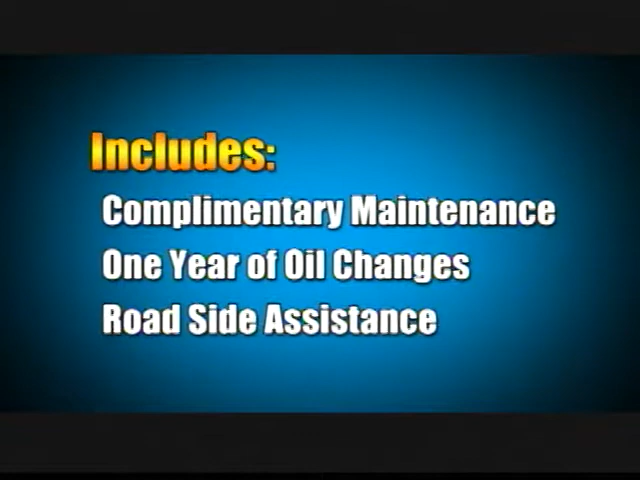 Includes:
Complimentary Maintenance
One Year of Oil Changes
Road Side Assistance